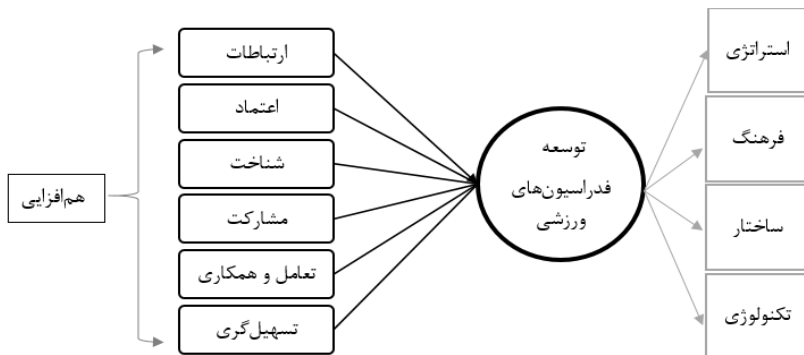 استراتژی
فرهنگ
ساختار
تکنولوژی
توسعه
فدراسیون‌های
ورزشی
ارتباطات
اعتماد
شناخت
مشارکت
تعامل و همکاری
تسهیل‌گری
هم‌افزایی